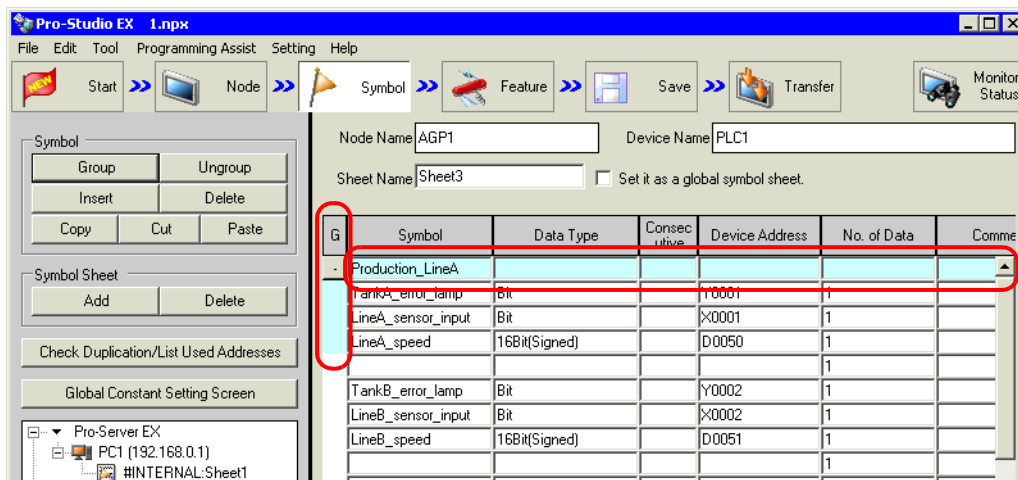 Pro-Studio EX 1.npx
File Edit Tool Programming Assist Setting Help
NEW Start Node Symbol Feature Save Transfer Monitor Status
Node Name AGP1 Device Name PLC1
Sheet Name Sheet3 Set it as a global symbol sheet.
Symbol
Group Ungroup
Insert Delete
Copy Cut Paste
Symbol Sheet
Add Delete
Check Duplication/List Used Addresses
Global Constant Setting Screen
Pro-Server EX
PC1 (192.168.0.1)
#INTERNAL:Sheet1
G Symbol Data Type Consec utive Device Address No. of Data Comme
- Production_LineA
TankA_error_lamp Bit Y0001 1
LineA_sensor_input Bit X0001 1
LineA_speed 16Bit(Signed) D0050 1
1
TankB_error_lamp Bit Y0002 1
LineB_sensor_input Bit X0002 1
LineB_speed 16Bit(Signed) D0051 1
1